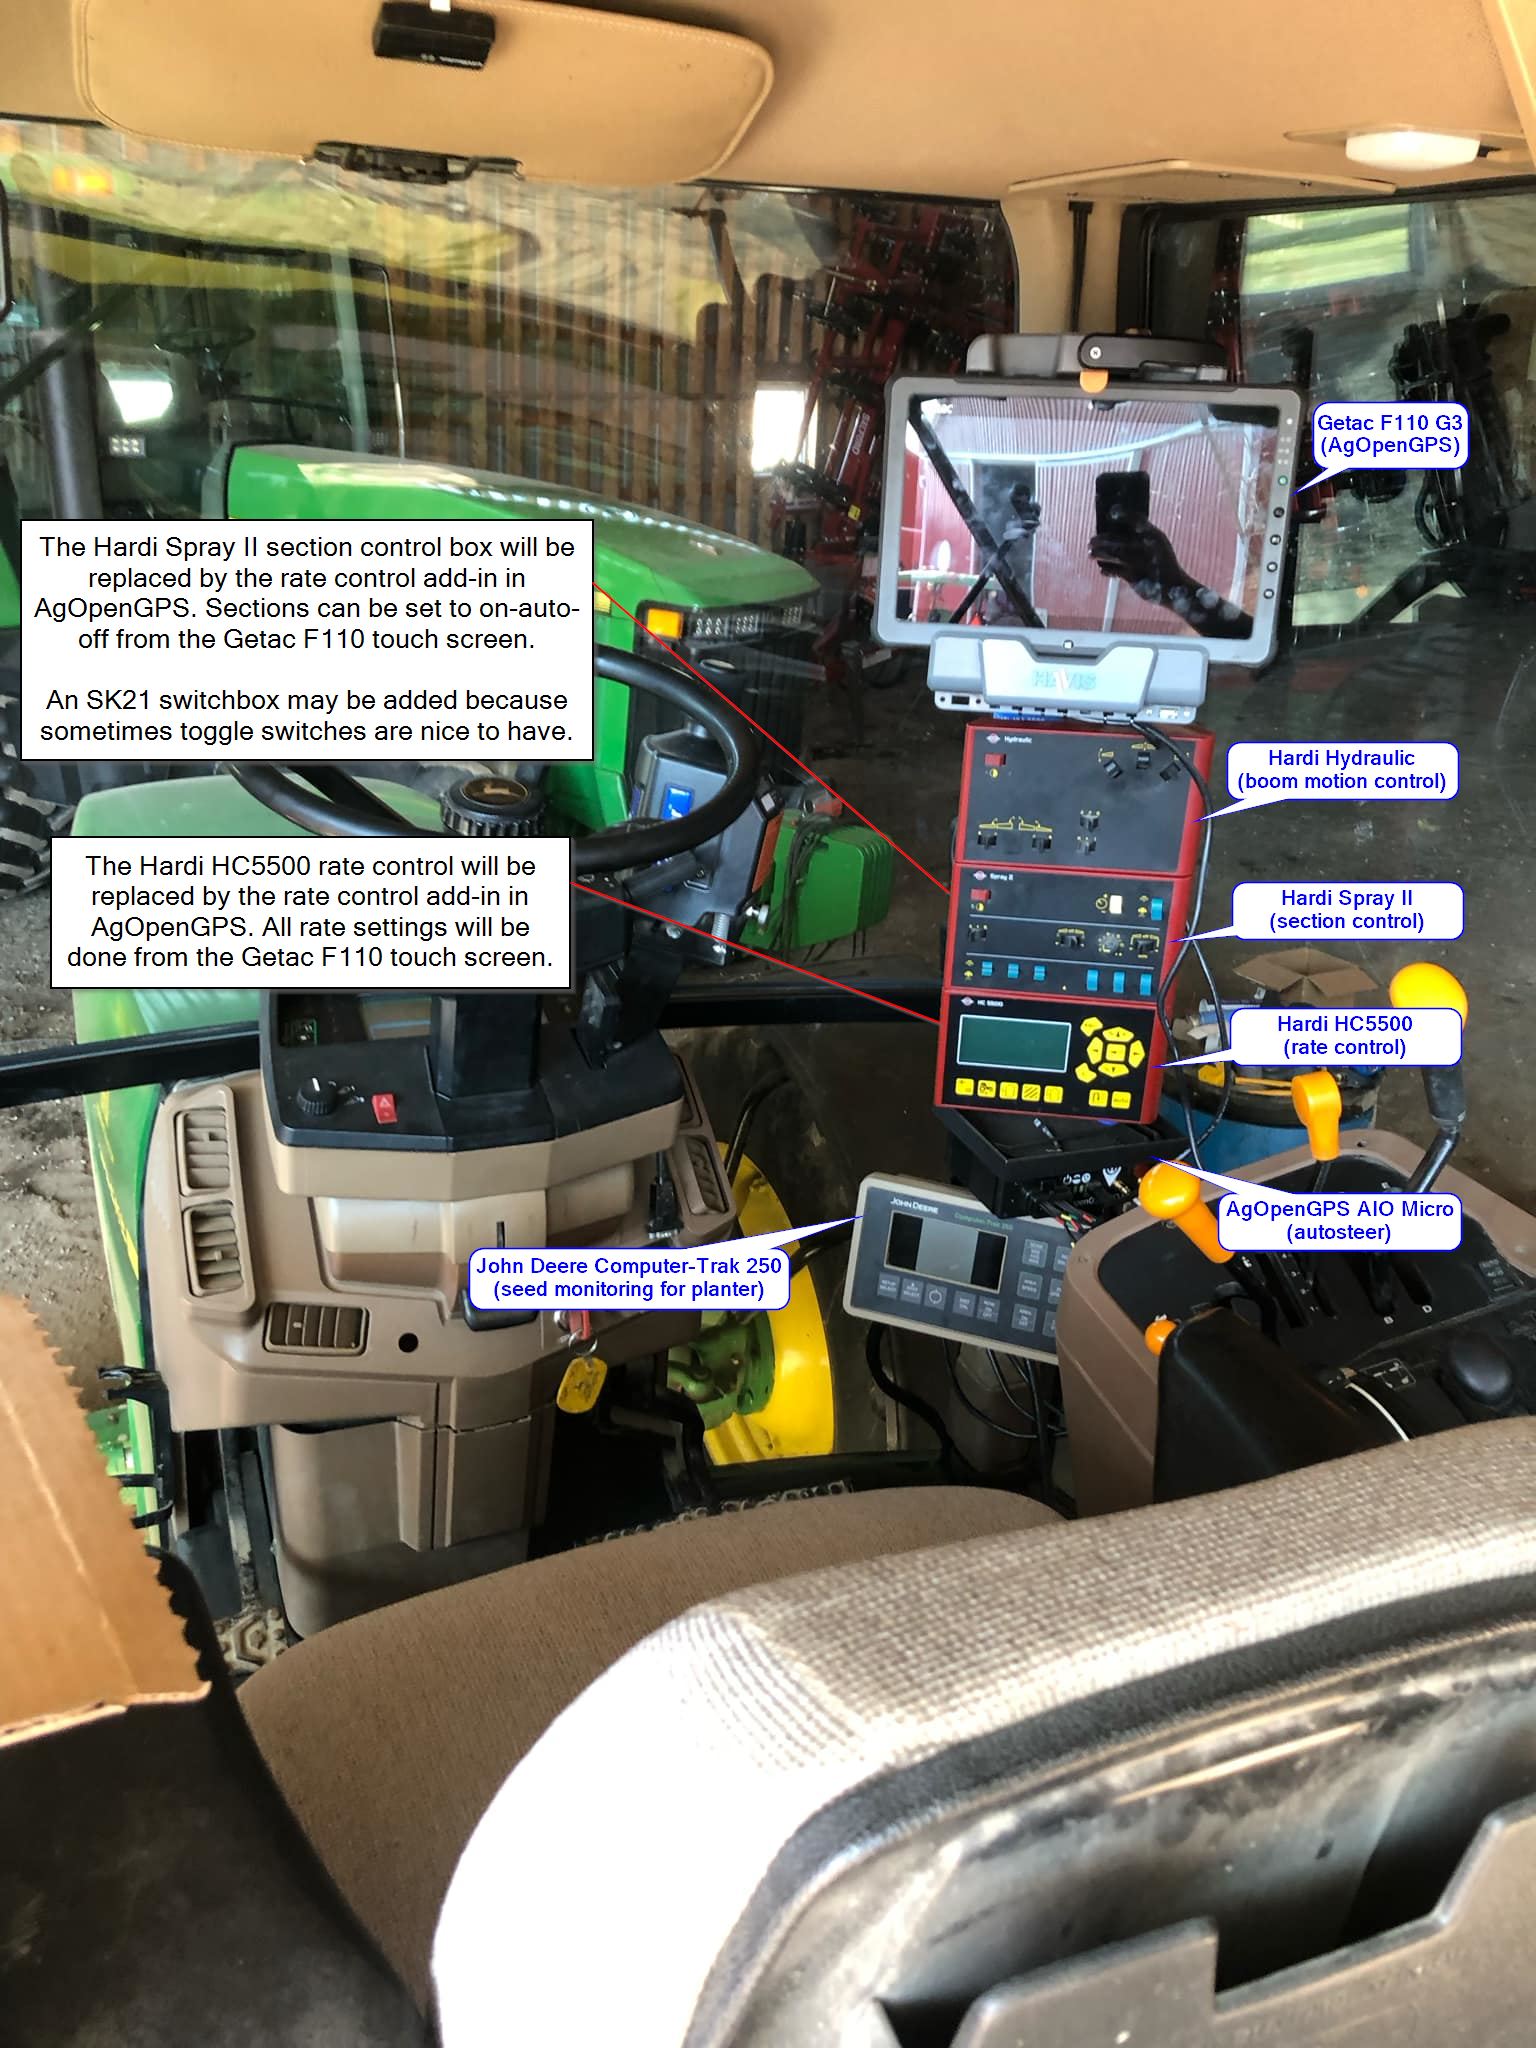 Getac F110 G3
(AgOpenGPS)
The Hardi Spray II section control box will be
replaced by the rate control add-in in
AgOpenGPS. Sections can be set to on-auto-
off from the Getac F110 touch screen.
An SK21 switchbox may be added because
sometimes toggle switches are nice to have.
HAVIS
Hydraulic
Hardi Hydraulic
(boom motion control)
The Hardi HC5500 rate control will be
replaced by the rate control add-in in
AgOpenGPS. All rate settings will be
done from the Getac F110 touch screen.
Spray 2
Hardi Spray II
(section control)
HC 5500
Hardi HC5500
(rate control)
AgOpenGPS AIO Micro
(autosteer)
JOHN DEERE
Computer-Trak 250
John Deere Computer-Trak 250
(seed monitoring for planter)